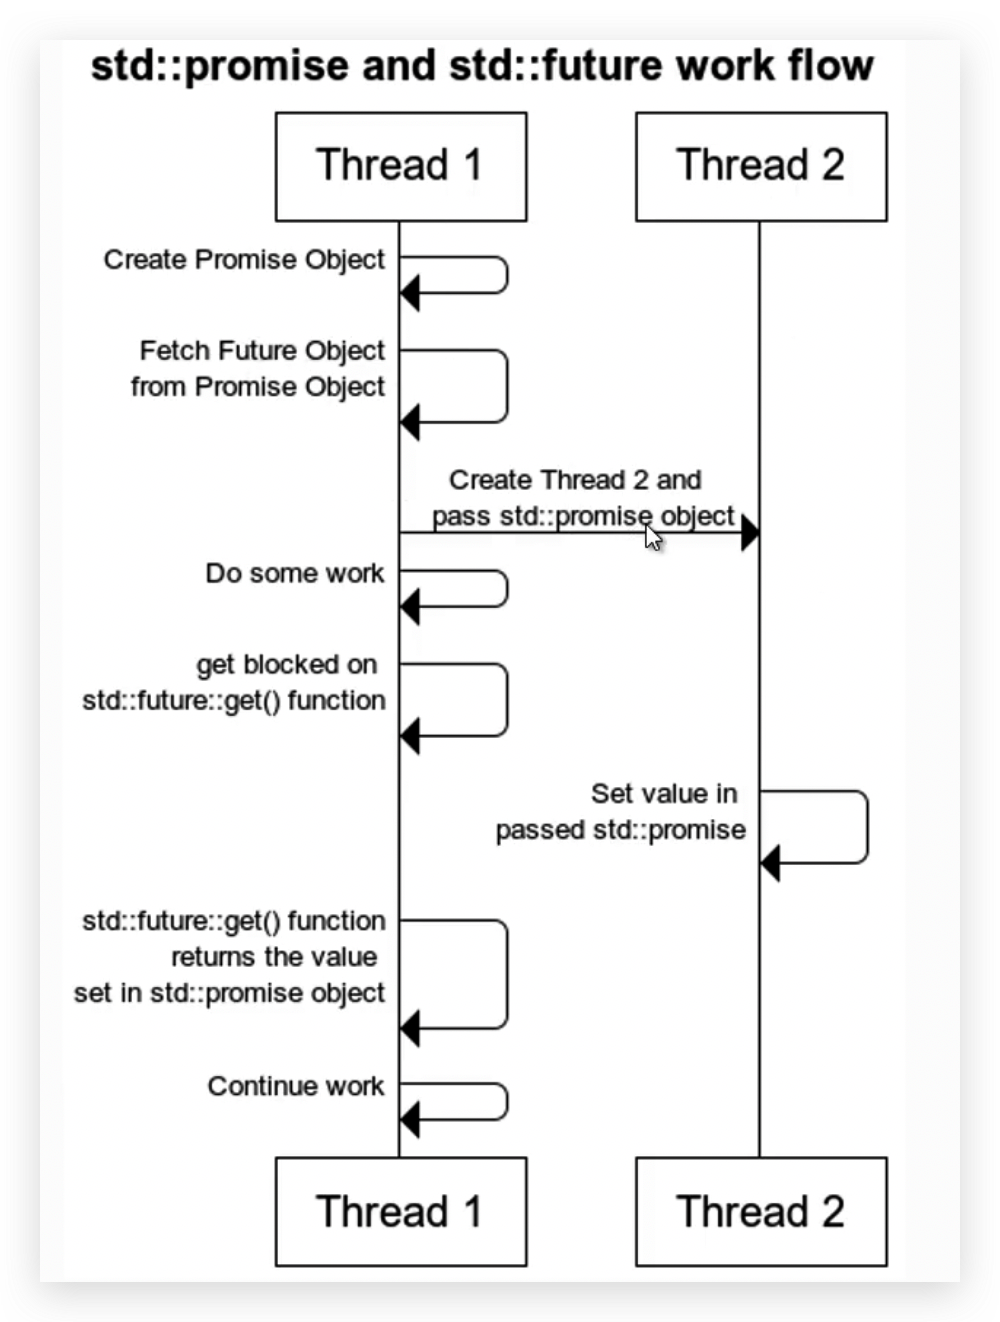 std::promise and std::future work flow
Thread 1
Thread 2
Create Promise Object
Fetch Future Object
from Promise Object
Create Thread 2 and
pass std::promise object
Do some work
get blocked on
std::future::get() function
Set value in
passed std::promise
std::future::get() function
returns the value
set in std::promise object
Continue work
Thread 1
Thread 2